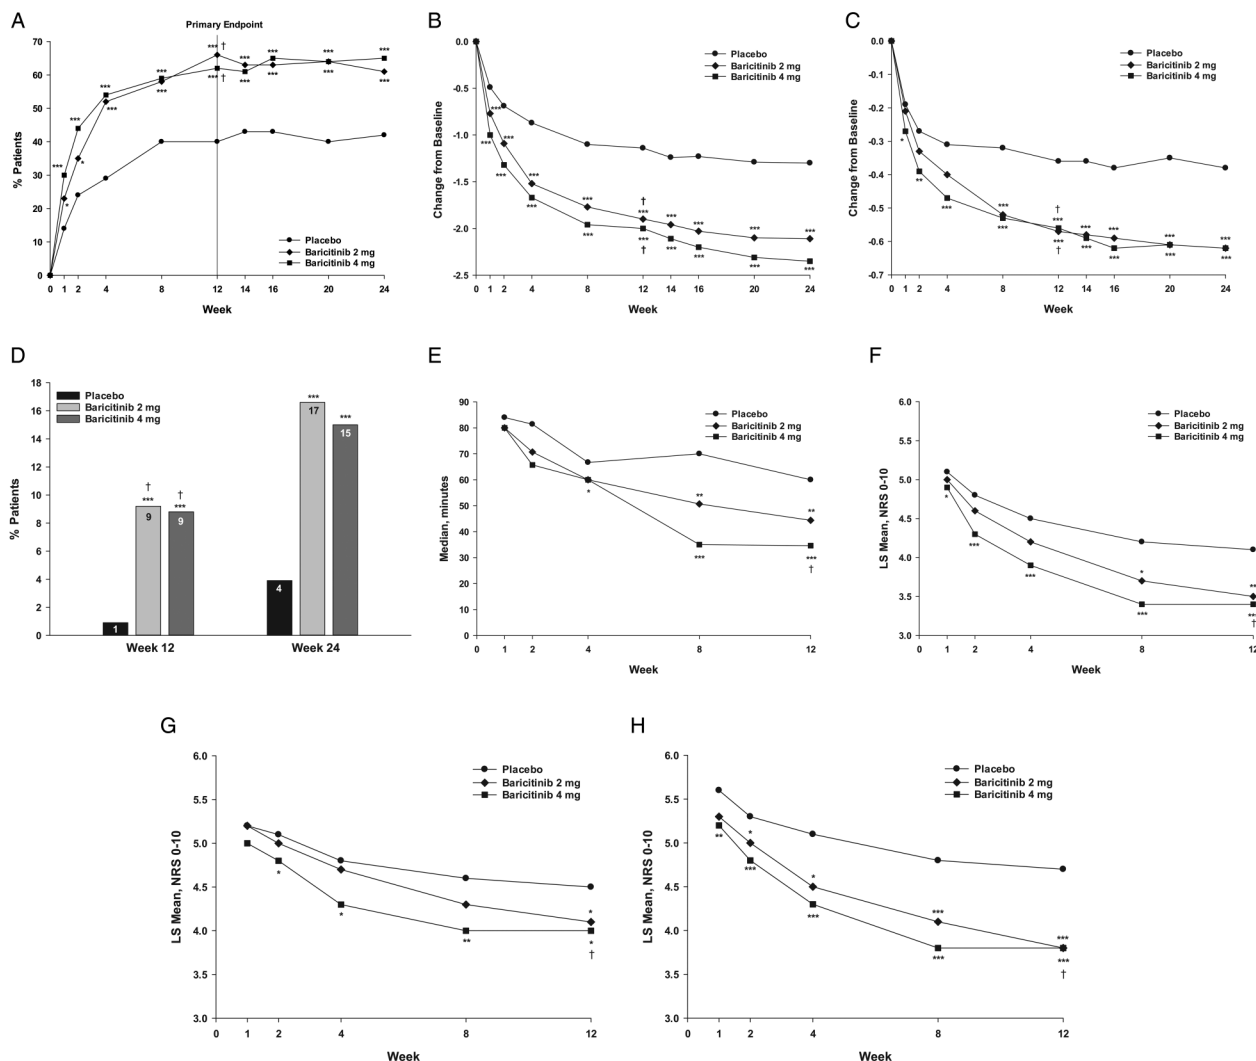 A
Primary Endpoint
% Patients
70
60
50
40
30
20
10
0
*** † *** *** *** ***
*** † *** *** *** ***
*** *** *** *** *** * *
Placebo
Baricitinib 2 mg
Baricitinib 4 mg
0 1 2 4 8 12 14 16 20 24
Week
B
Change from Baseline
0.0
-0.5
-1.0
-1.5
-2.0
-2.5
Placebo
Baricitinib 2 mg
Baricitinib 4 mg
*** *** *** *** † *** *** *** *** ***
*** *** *** *** *** † *** *** *** ***
0 1 2 4 8 12 14 16 20 24
Week
C
Change from Baseline
0.0
-0.1
-0.2
-0.3
-0.4
-0.5
-0.6
-0.7
Placebo
Baricitinib 2 mg
Baricitinib 4 mg
*** † *** *** *** *** ***
* ** *** *** *** † *** *** *** ***
0 1 2 4 8 12 14 16 20 24
Week
D
% Patients
18
16
14
12
10
8
6
4
2
0
Placebo
Baricitinib 2 mg
Baricitinib 4 mg
† † *** ***
*** ***
1 9 9
4 17 15
Week 12 Week 24
E
Median, minutes
90
80
70
60
50
40
30
20
10
0
Placebo
Baricitinib 2 mg
Baricitinib 4 mg
** **
* *** *** †
0 1 2 4 8 12
Week
F
LS Mean, NRS 0-10
6.0
5.5
5.0
4.5
4.0
3.5
3.0
Placebo
Baricitinib 2 mg
Baricitinib 4 mg
* **
* *** *** *** *** †
0 1 2 4 8 12
Week
G
LS Mean, NRS 0-10
6.0
5.5
5.0
4.5
4.0
3.5
3.0
Placebo
Baricitinib 2 mg
Baricitinib 4 mg
*
* * ** * †
0 1 2 4 8 12
Week
H
LS Mean, NRS 0-10
6.0
5.5
5.0
4.5
4.0
3.5
3.0
Placebo
Baricitinib 2 mg
Baricitinib 4 mg
* * *** ***
** *** *** *** *** †
0 1 2 4 8 12
Week